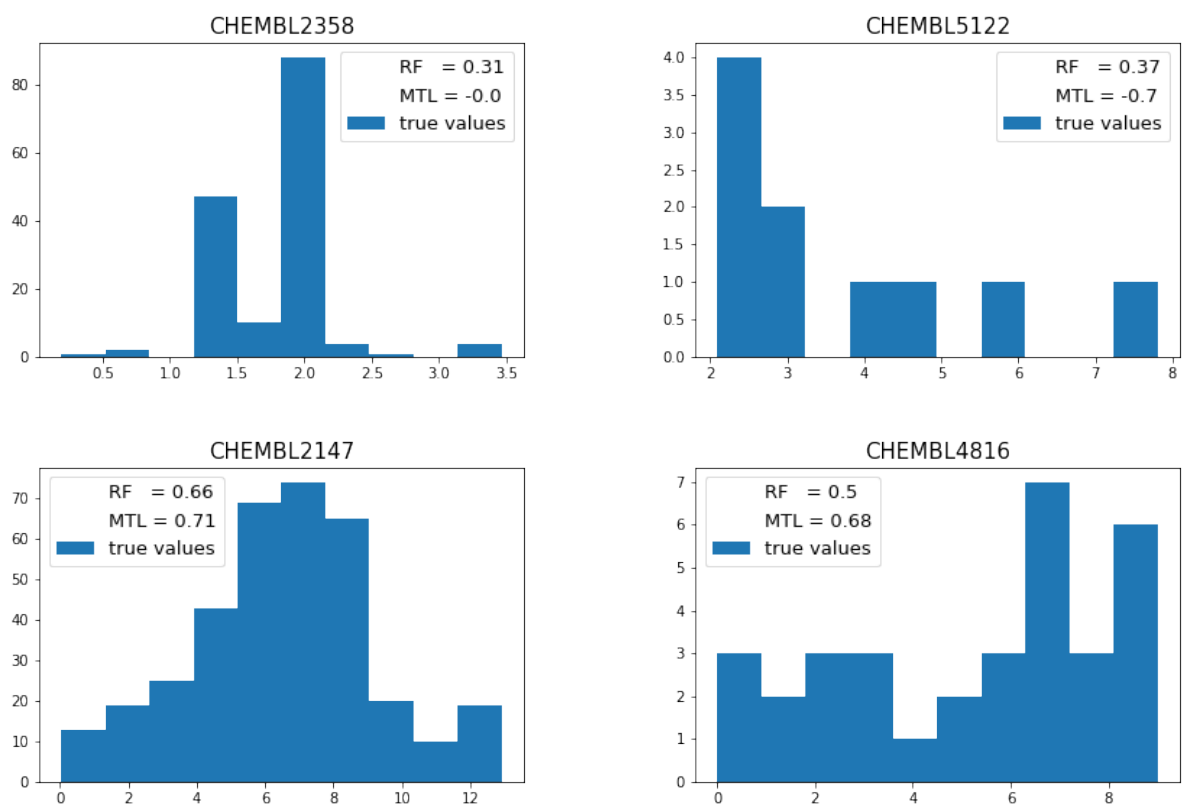 CHEMBL2358
RF = 0.31
MTL = -0.0
true values
80
60
40
20
0
0.5 1.0 1.5 2.0 2.5 3.0 3.5
CHEMBL5122
RF = 0.37
MTL = -0.7
true values
4.0
3.5
3.0
2.5
2.0
1.5
1.0
0.5
0.0
2 3 4 5 6 7 8
CHEMBL2147
RF = 0.66
MTL = 0.71
true values
70
60
50
40
30
20
10
0
0 2 4 6 8 10 12
CHEMBL4816
RF = 0.5
MTL = 0.68
true values
7
6
5
4
3
2
1
0
0 2 4 6 8